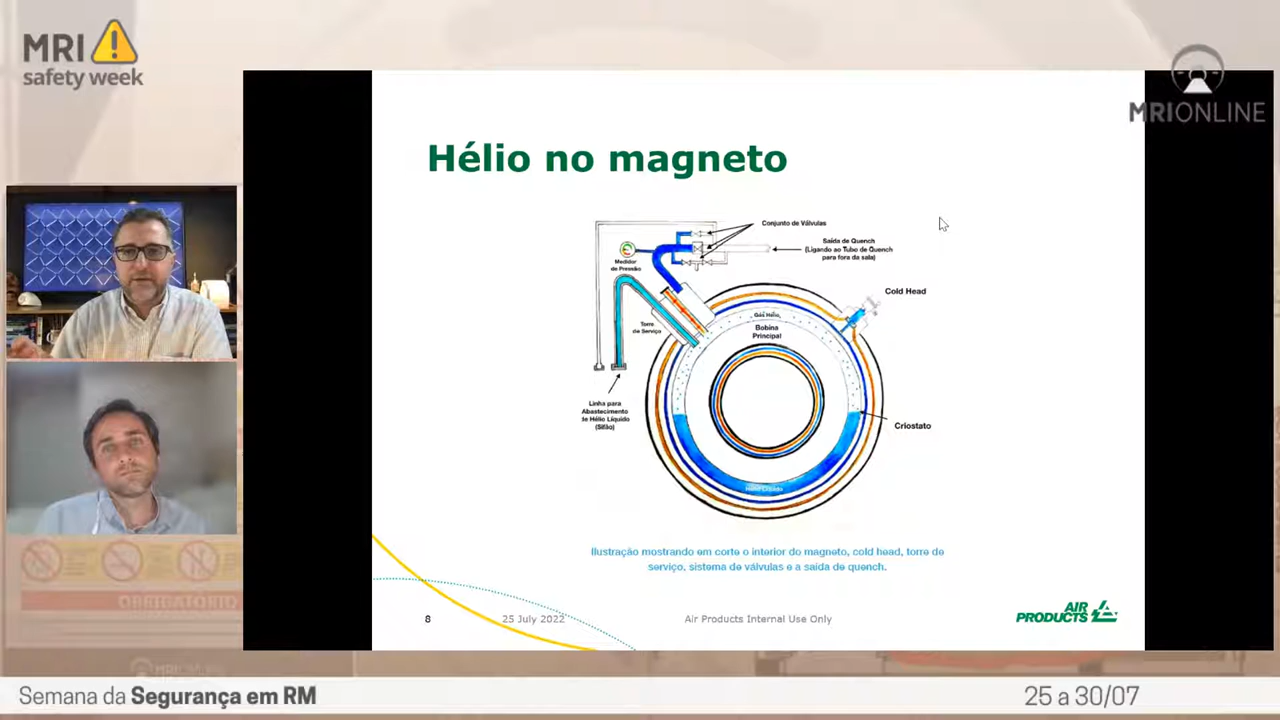 MRI
safety week
MRIONLINE
Hélio no magneto
Conjunto de Válvulas
Saída de Quench
(Ligando ao Tubo de Quench
para fora da sala)
Medidor
de Pressão
Cold Head
Gás Hélio
Bobina
Principal
Torre
de Serviço
Linha para
Abastecimento
de Hélio Líquido
(Sifão)
Criostato
Hélio Líquido
Ilustração mostrando em corte o interior do magneto, cold head, torre de
serviço, sistema de válvulas e a saída de quench.
8
25 July 2022
Air Products Internal Use Only
AIR
PRODUCTS
OBRIGATÓRIO
Semana da Segurança em RM
25 a 30/07